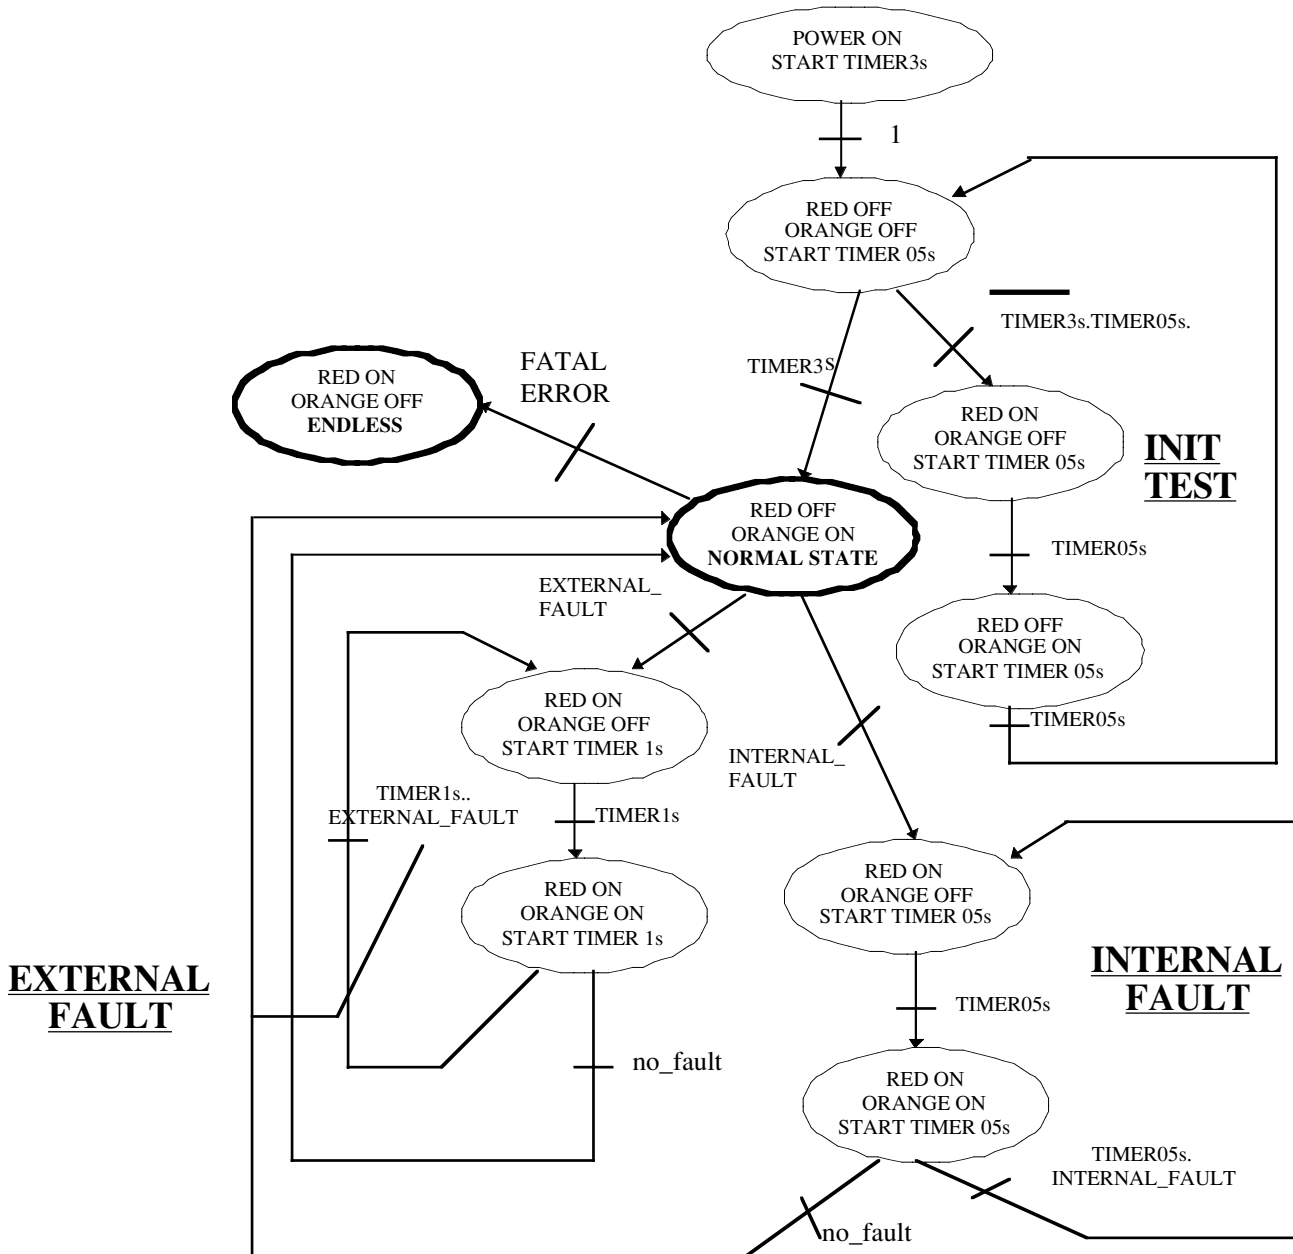 POWER ON
START TIMER3s
1
RED OFF
ORANGE OFF
START TIMER 05s
TIMER3s.TIMER05s.
TIMER3S
FATAL
ERROR
RED ON
ORANGE OFF
ENDLESS
RED ON
ORANGE OFF
START TIMER 05s
INIT
TEST
RED OFF
ORANGE ON
NORMAL STATE
TIMER05s
EXTERNAL_
FAULT
RED OFF
ORANGE ON
START TIMER 05s
TIMER05s
RED ON
ORANGE OFF
START TIMER 1s
INTERNAL_
FAULT
TIMER1s..
EXTERNAL_FAULT
TIMER1s
RED ON
ORANGE OFF
START TIMER 05s
RED ON
ORANGE ON
START TIMER 1s
EXTERNAL
FAULT
INTERNAL
FAULT
TIMER05s
no_fault
RED ON
ORANGE ON
START TIMER 05s
TIMER05s.
INTERNAL_FAULT
no_fault